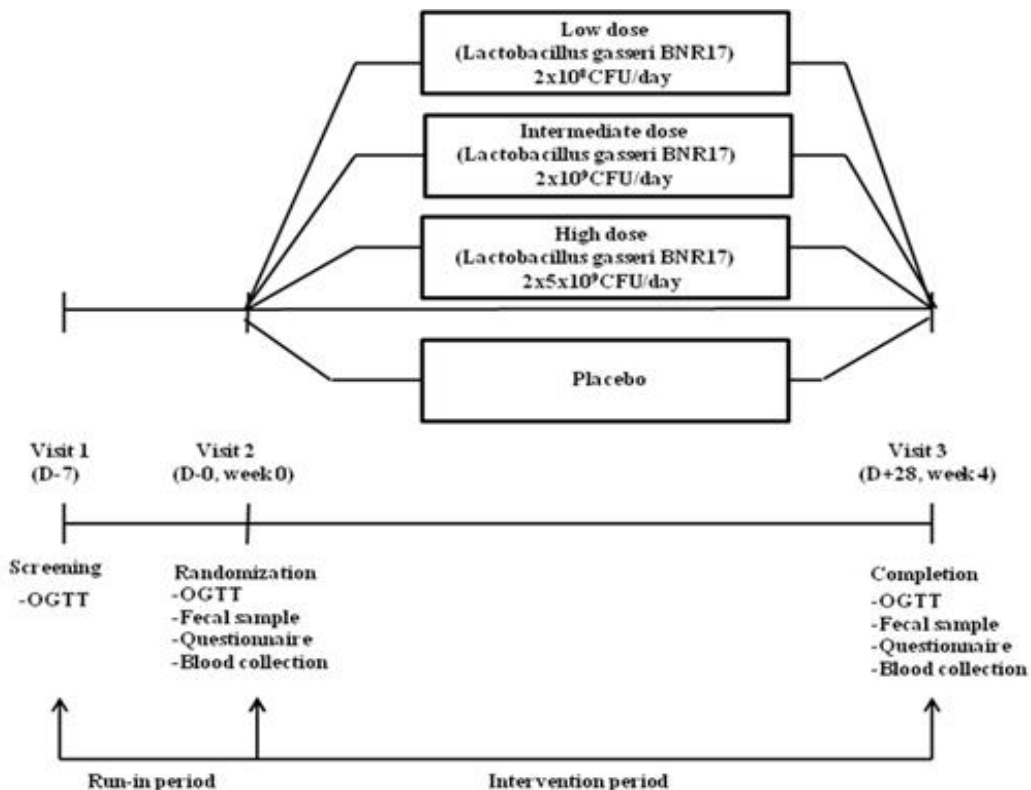 Low dose
(Lactobacillus gasseri BNR17)
2x10⁸CFU/day
Intermediate dose
(Lactobacillus gasseri BNR17)
2x10⁹CFU/day
High dose
(Lactobacillus gasseri BNR17)
2x5x10⁹CFU/day
Placebo
Visit 1
(D-7)
Visit 2
(D-0, week 0)
Visit 3
(D+28, week 4)
Screening
-OGTT
Randomization
-OGTT
-Fecal sample
-Questionnaire
-Blood collection
Completion
-OGTT
-Fecal sample
-Questionnaire
-Blood collection
Run-in period
Intervention period